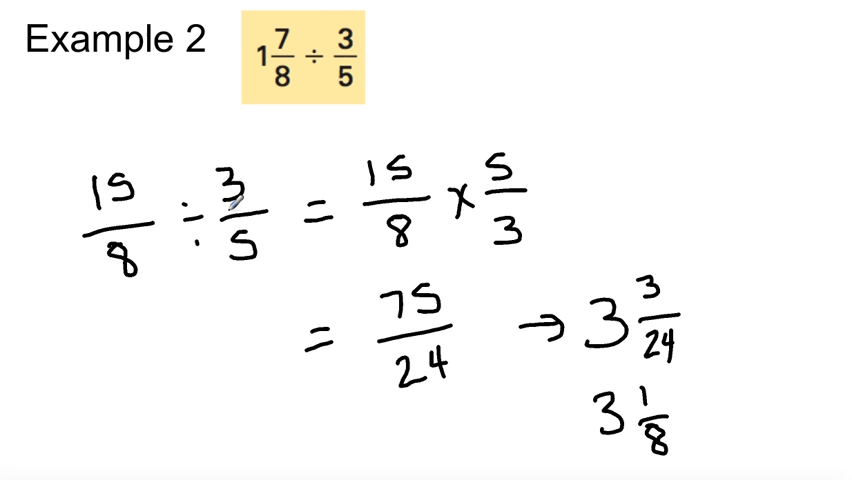 Example 2 1 7/8 ÷ 3/5
15/8 ÷ 3/5 = 15/8 × 5/3
= 75/24 → 3 3/24
3 1/8